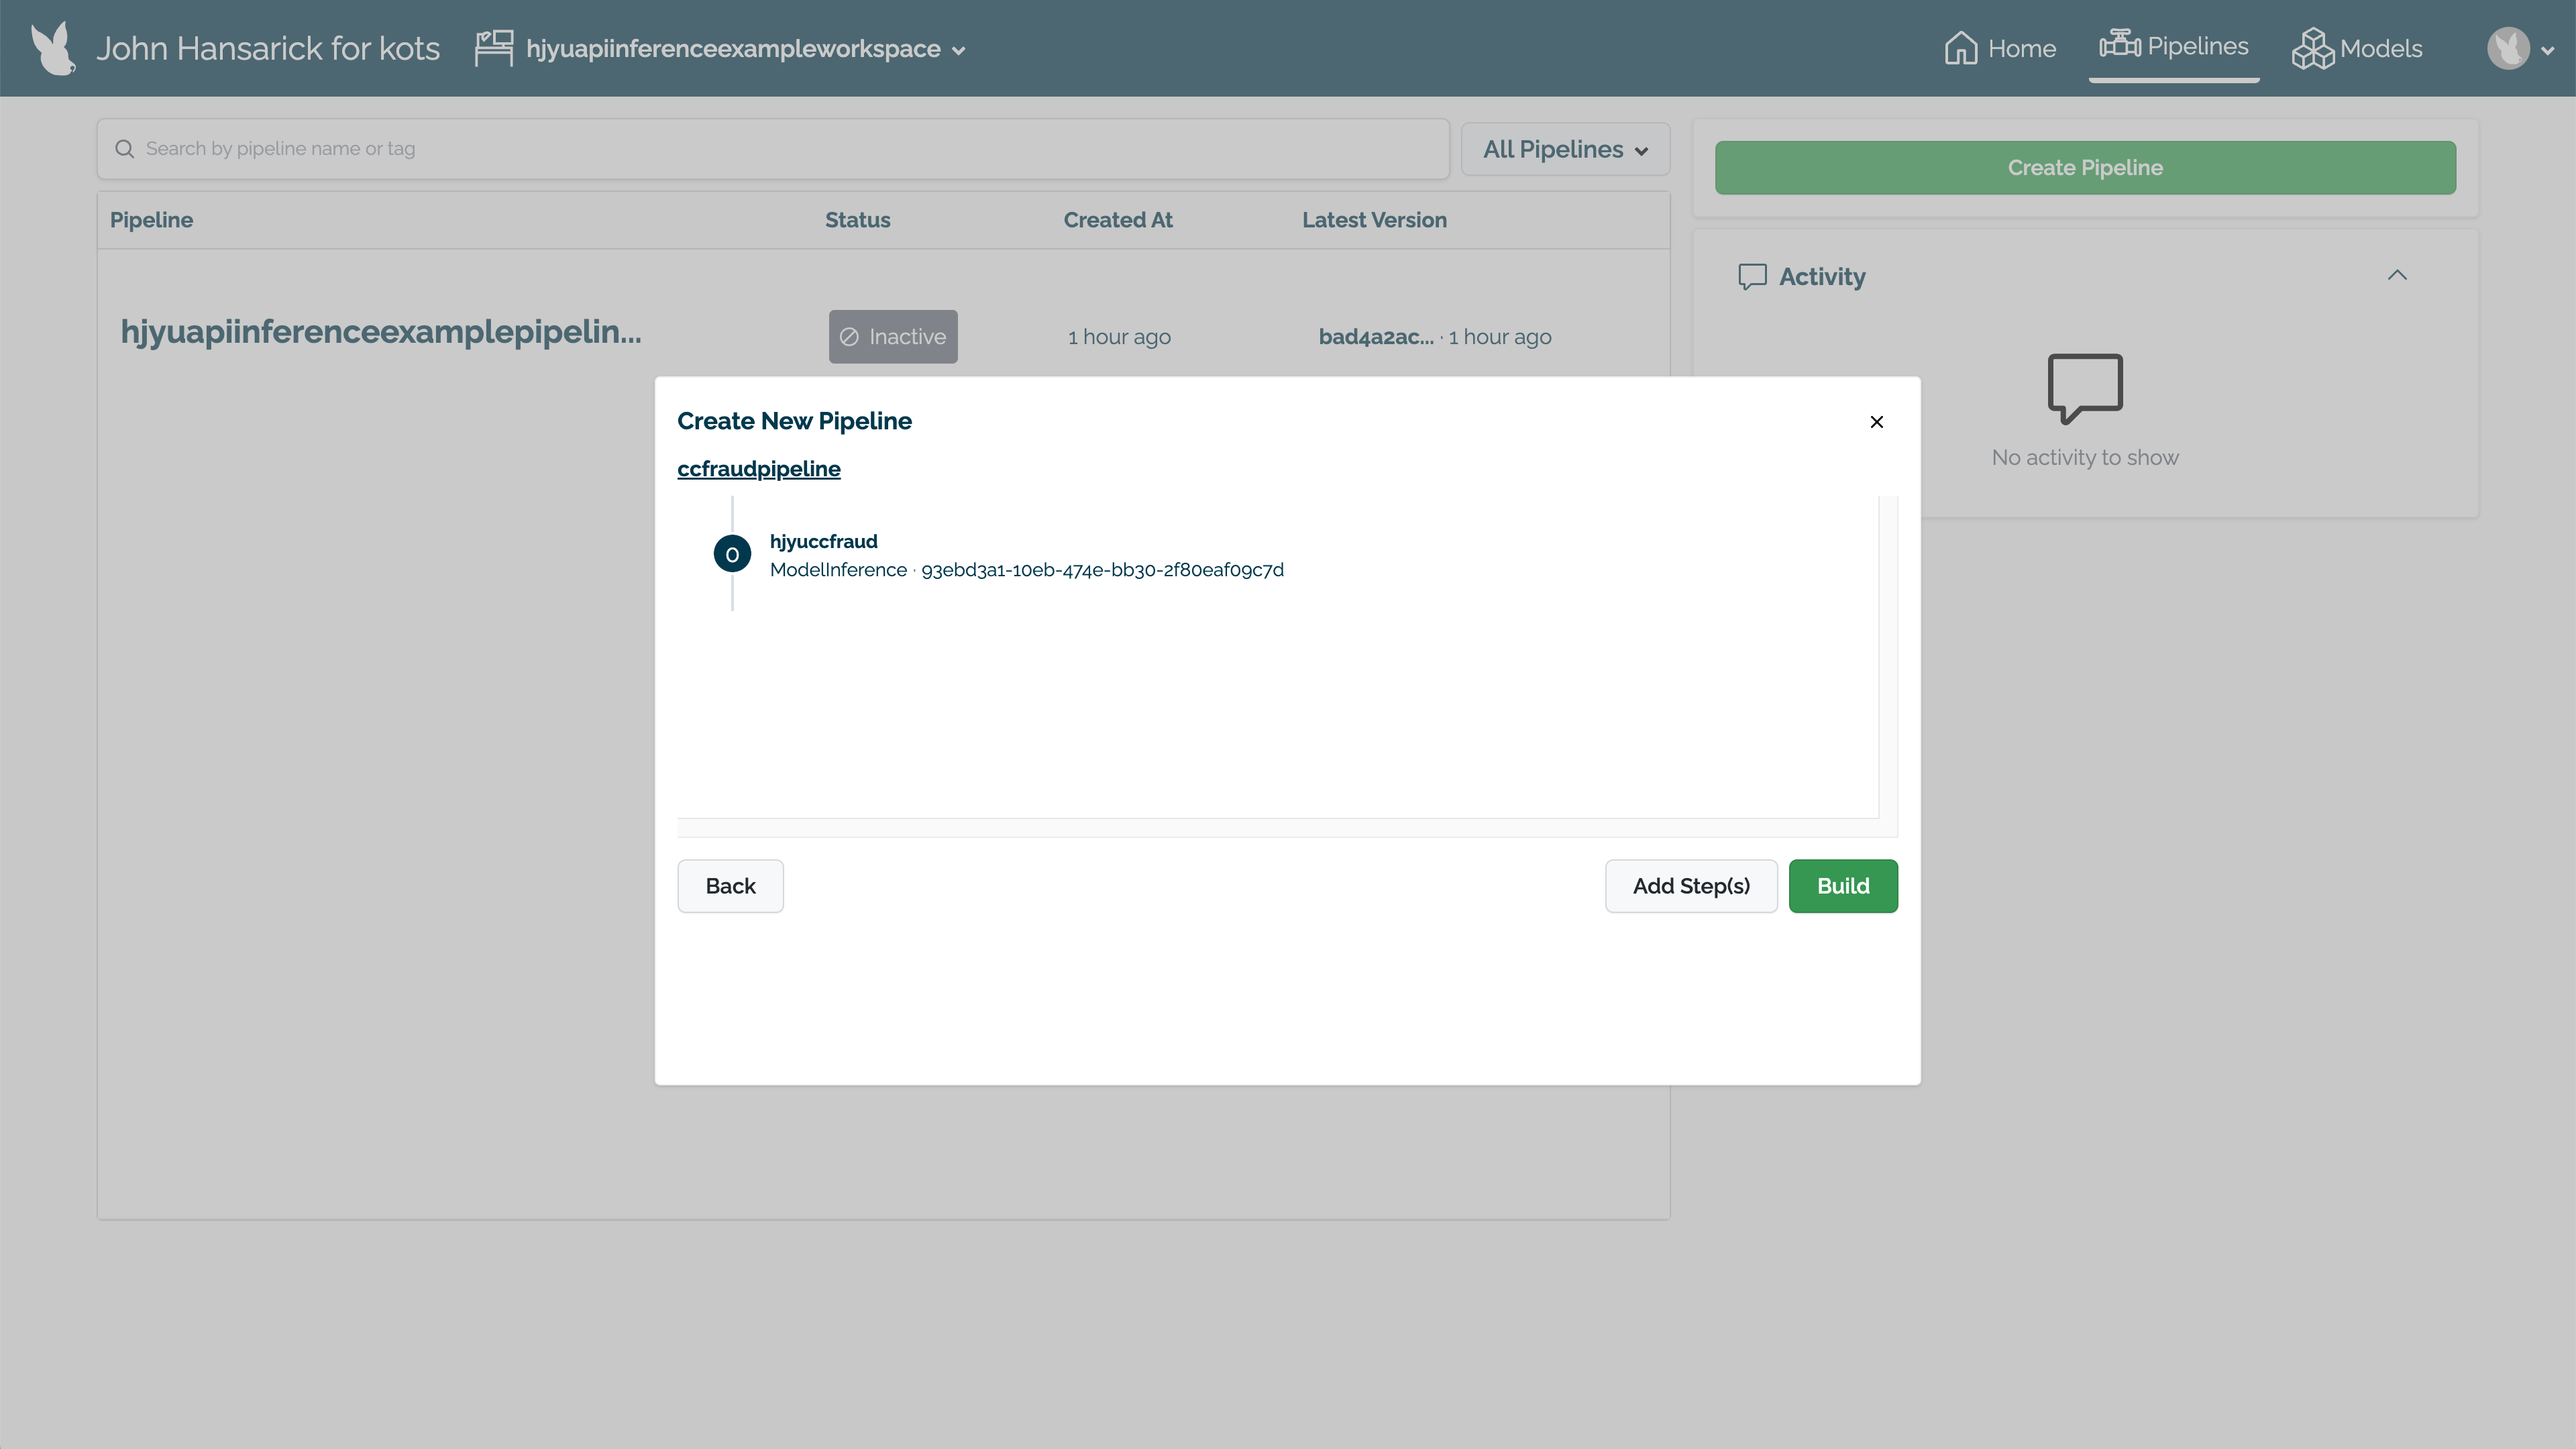 John Hansarick for kots
hjyuapiinferenceexampleworkspace
Home
Pipelines
Models
Search by pipeline name or tag
All Pipelines
Create Pipeline
Pipeline
Status
Created At
Latest Version
Activity
hjyuapiinferenceexamplepipelin...
Inactive
1 hour ago
bad4a2ac... · 1 hour ago
No activity to show
Create New Pipeline
ccfraudpipeline
0
hjyuccfraud
ModelInference · 93ebd3a1-10eb-474e-bb30-2f80eaf09c7d
Back
Add Step(s)
Build